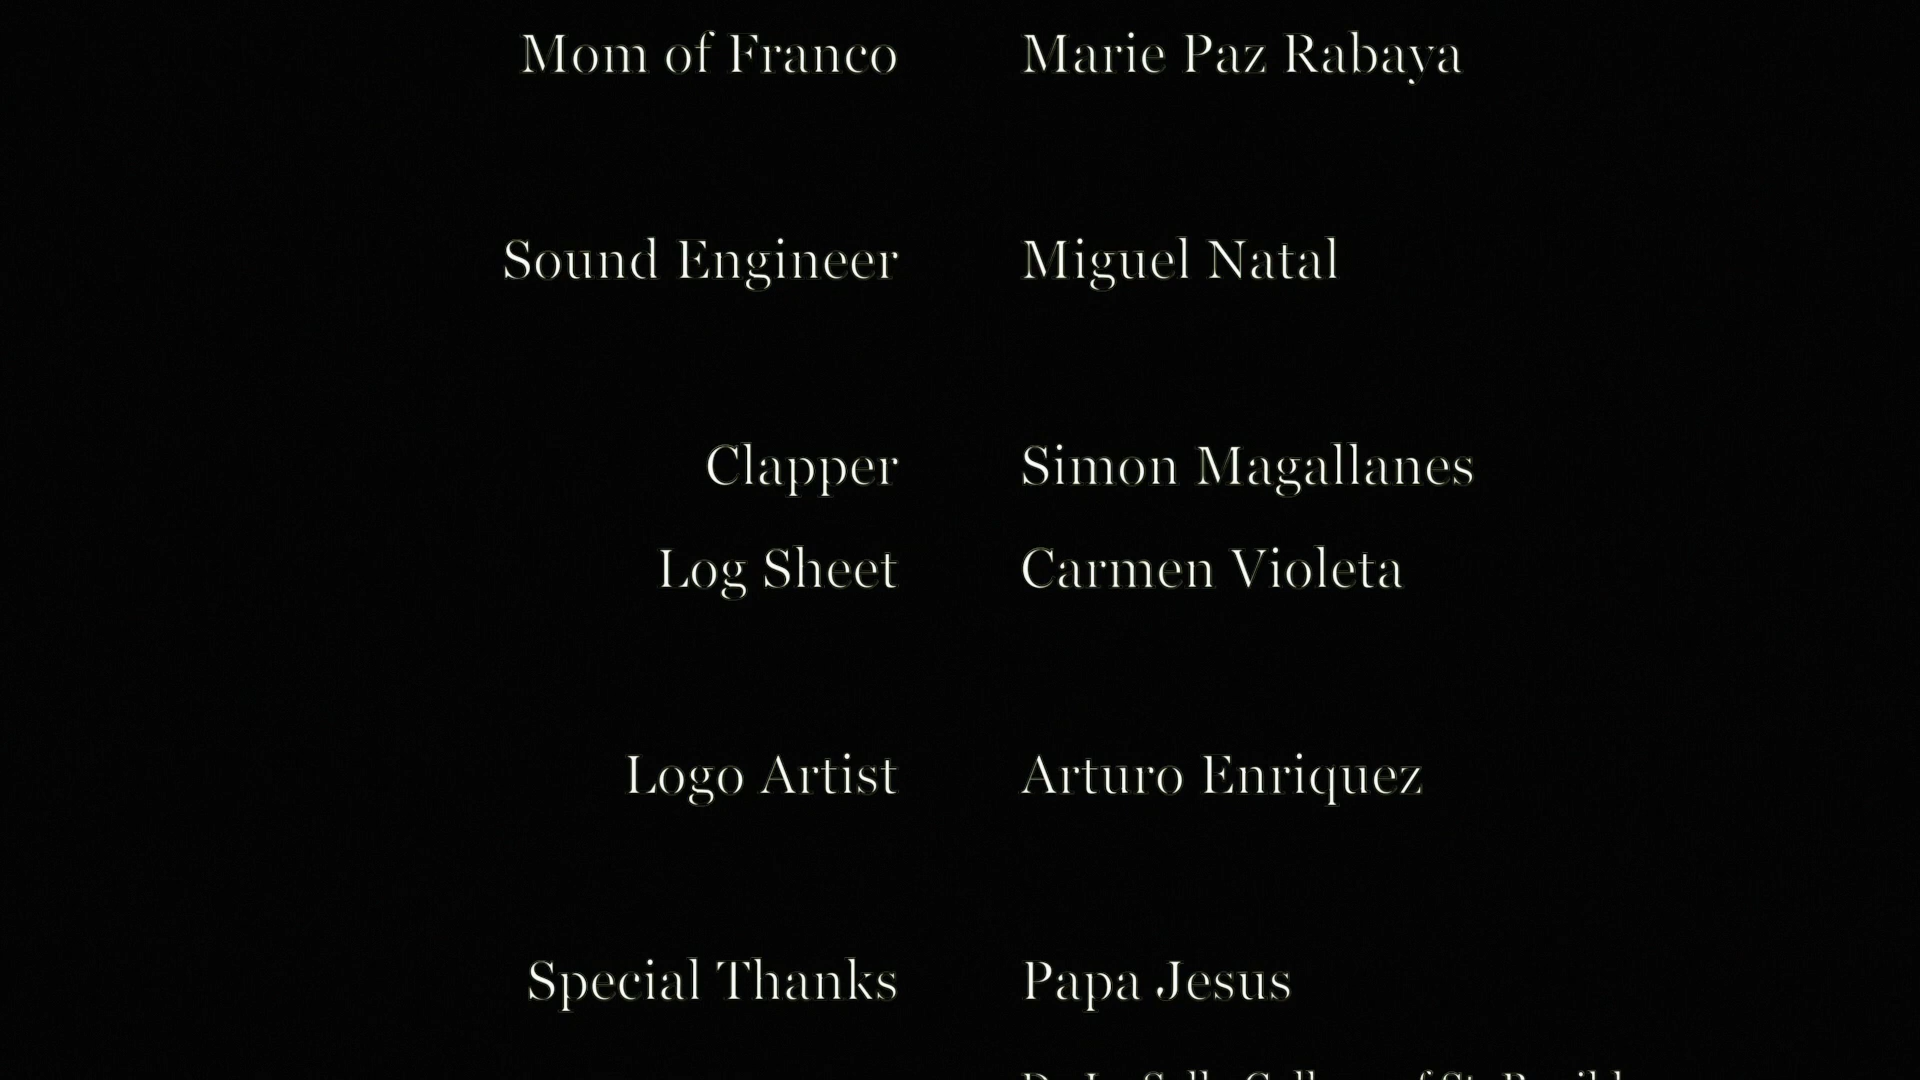 Mom of Franco Marie Paz Rabaya
Sound Engineer Miguel Natal
Clapper Simon Magallanes
Log Sheet Carmen Violeta
Logo Artist Arturo Enriquez
Special Thanks Papa Jesus